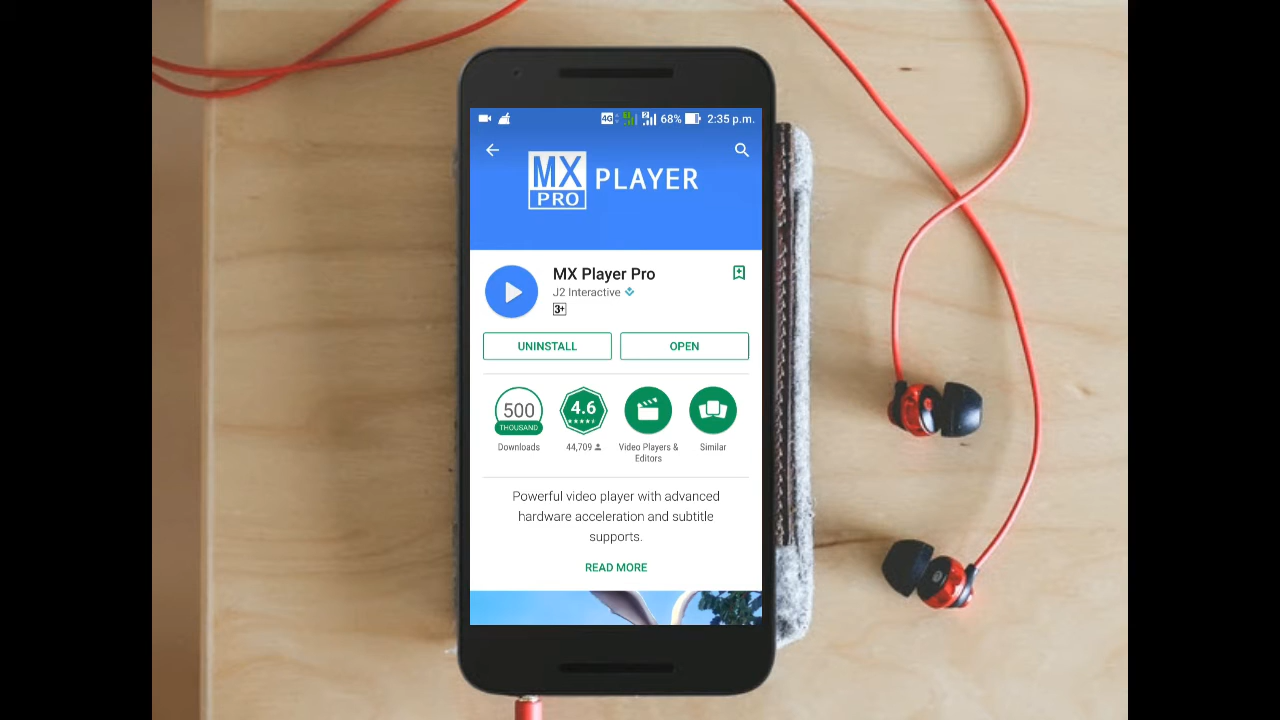 4G 68% 2:35 p.m.
MX PLAYER
PRO
MX Player Pro
J2 Interactive
3+
UNINSTALL OPEN
500 4.6
THOUSAND
Downloads 44,709 Video Players & Similar
Editors
Powerful video player with advanced
hardware acceleration and subtitle
supports.
READ MORE